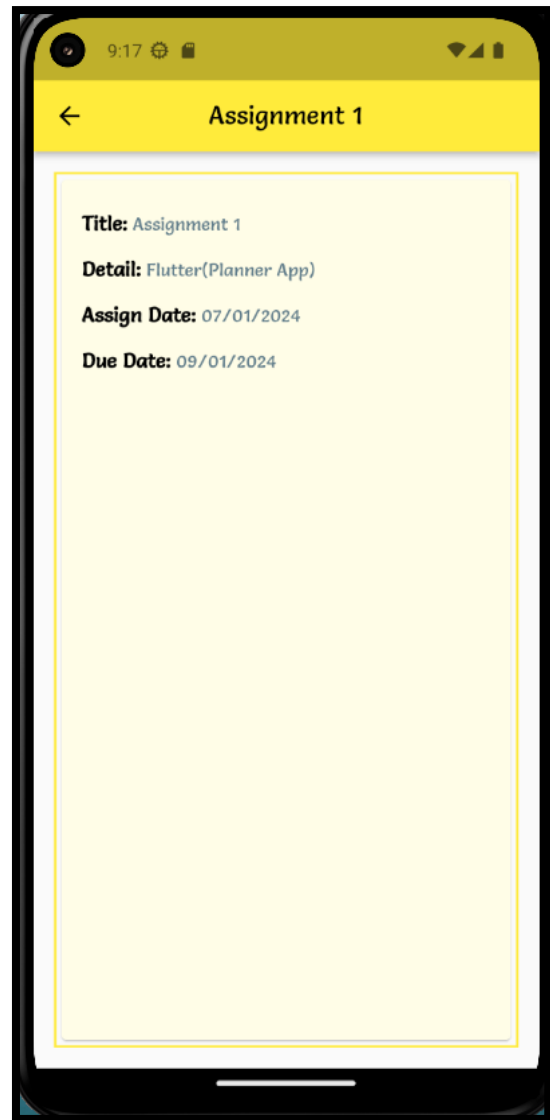 9:17
Assignment 1
Title: Assignment 1
Detail: Flutter(Planner App)
Assign Date: 07/01/2024
Due Date: 09/01/2024